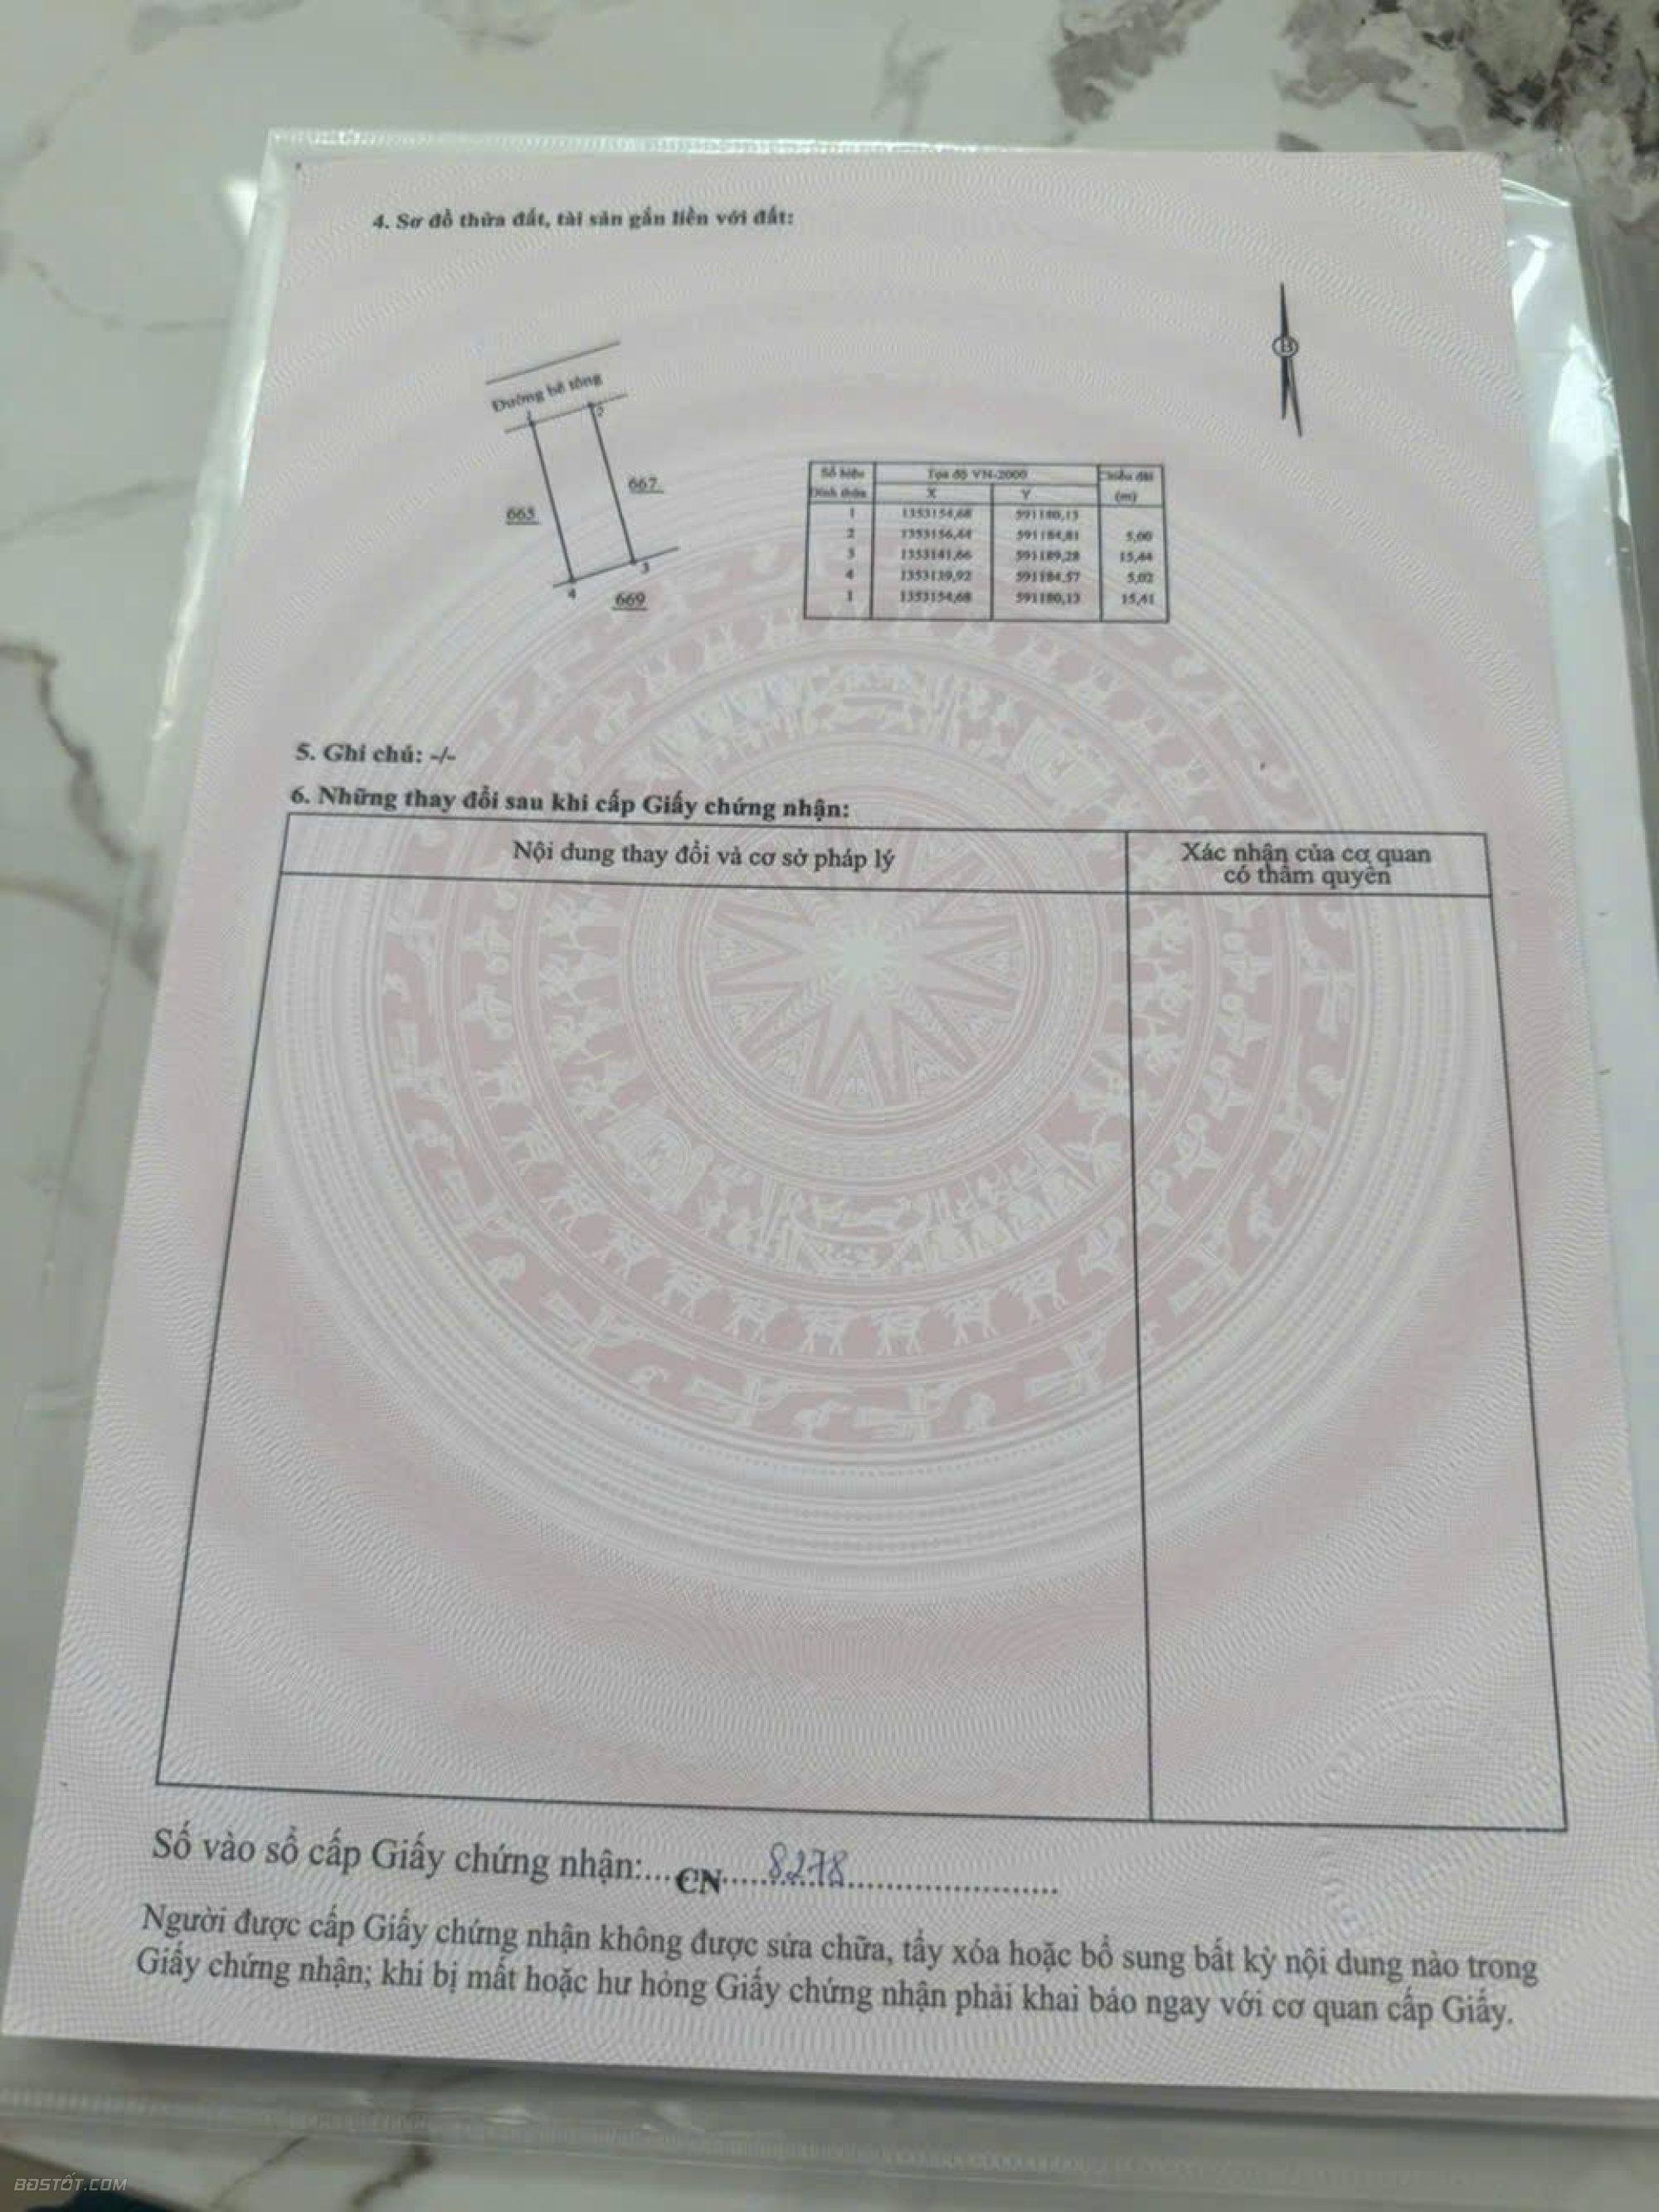 4. Sơ đồ thửa đất, tài sản gắn liền với đất:
B
Đường bê tông
1
2
667
665
3
4
669
Số hiệu Tọa độ VN-2000 Chiều dài
Đỉnh thửa X Y (m)
1 1353154,68 591180,13
2 1353156,44 591184,81 5,00
3 1353141,66 591189,28 15,44
4 1353139,92 591184,57 5,02
1 1353154,68 591180,13 15,41
5. Ghi chú: -/-
6. Những thay đổi sau khi cấp Giấy chứng nhận:
Nội dung thay đổi và cơ sở pháp lý
Xác nhận của cơ quan
có thẩm quyền
Số vào sổ cấp Giấy chứng nhận:....CN......8278..............................
Người được cấp Giấy chứng nhận không được sửa chữa, tẩy xóa hoặc bổ sung bất kỳ nội dung nào trong
Giấy chứng nhận; khi bị mất hoặc hư hỏng Giấy chứng nhận phải khai báo ngay với cơ quan cấp Giấy.
BĐSTỐT.COM